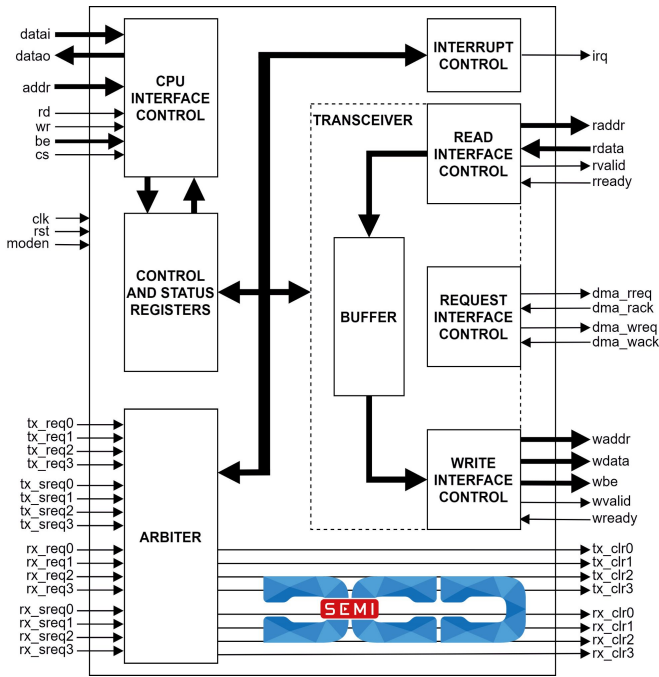 datai
datao
addr
rd
wr
be
cs
CPU
INTERFACE
CONTROL
INTERRUPT
CONTROL
irq
TRANSCEIVER
READ
INTERFACE
CONTROL
raddr
rdata
rvalid
rready
clk
rst
moden
CONTROL
AND STATUS
REGISTERS
BUFFER
REQUEST
INTERFACE
CONTROL
dma_rreq
dma_rack
dma_wreq
dma_wack
WRITE
INTERFACE
CONTROL
waddr
wdata
wbe
wvalid
wready
tx_req0
tx_req1
tx_req2
tx_req3
tx_sreq0
tx_sreq1
tx_sreq2
tx_sreq3
rx_req0
rx_req1
rx_req2
rx_req3
rx_sreq0
rx_sreq1
rx_sreq2
rx_sreq3
ARBITER
tx_clr0
tx_clr1
tx_clr2
tx_clr3
rx_clr0
rx_clr1
rx_clr2
rx_clr3
SEMI